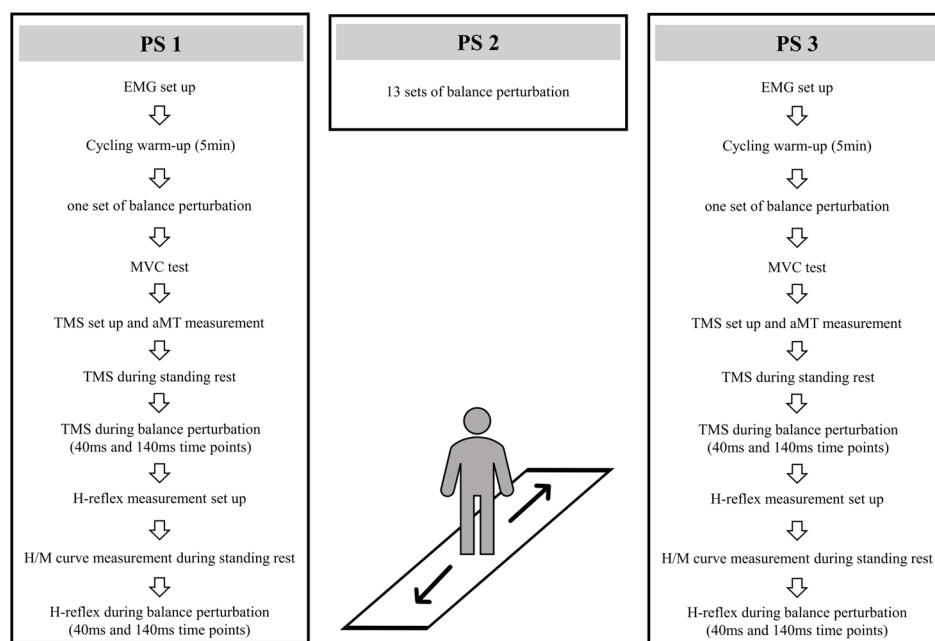 PS 1
EMG set up
Cycling warm-up (5min)
one set of balance perturbation
MVC test
TMS set up and aMT measurement
TMS during standing rest
TMS during balance perturbation
(40ms and 140ms time points)
H-reflex measurement set up
H/M curve measurement during standing rest
H-reflex during balance perturbation
(40ms and 140ms time points)
PS 2
13 sets of balance perturbation
PS 3
EMG set up
Cycling warm-up (5min)
one set of balance perturbation
MVC test
TMS set up and aMT measurement
TMS during standing rest
TMS during balance perturbation
(40ms and 140ms time points)
H-reflex measurement set up
H/M curve measurement during standing rest
H-reflex during balance perturbation
(40ms and 140ms time points)